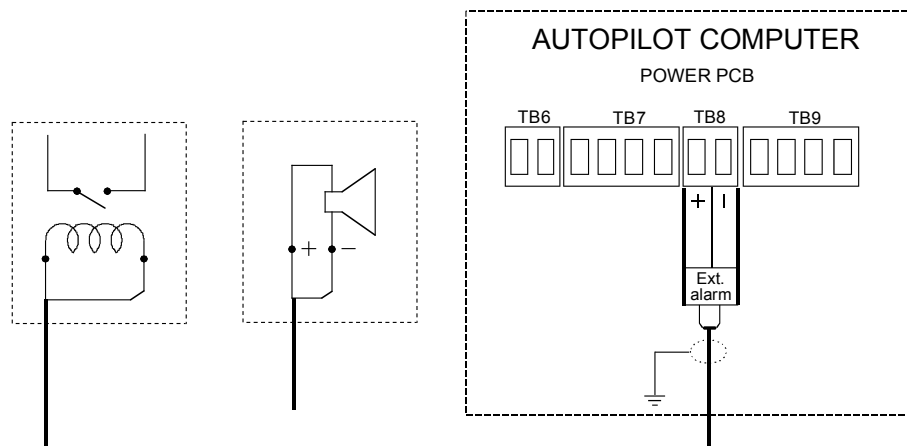 AUTOPILOT COMPUTER
POWER PCB
TB6 TB7 TB8 TB9
+ −
+ −
Ext.
alarm